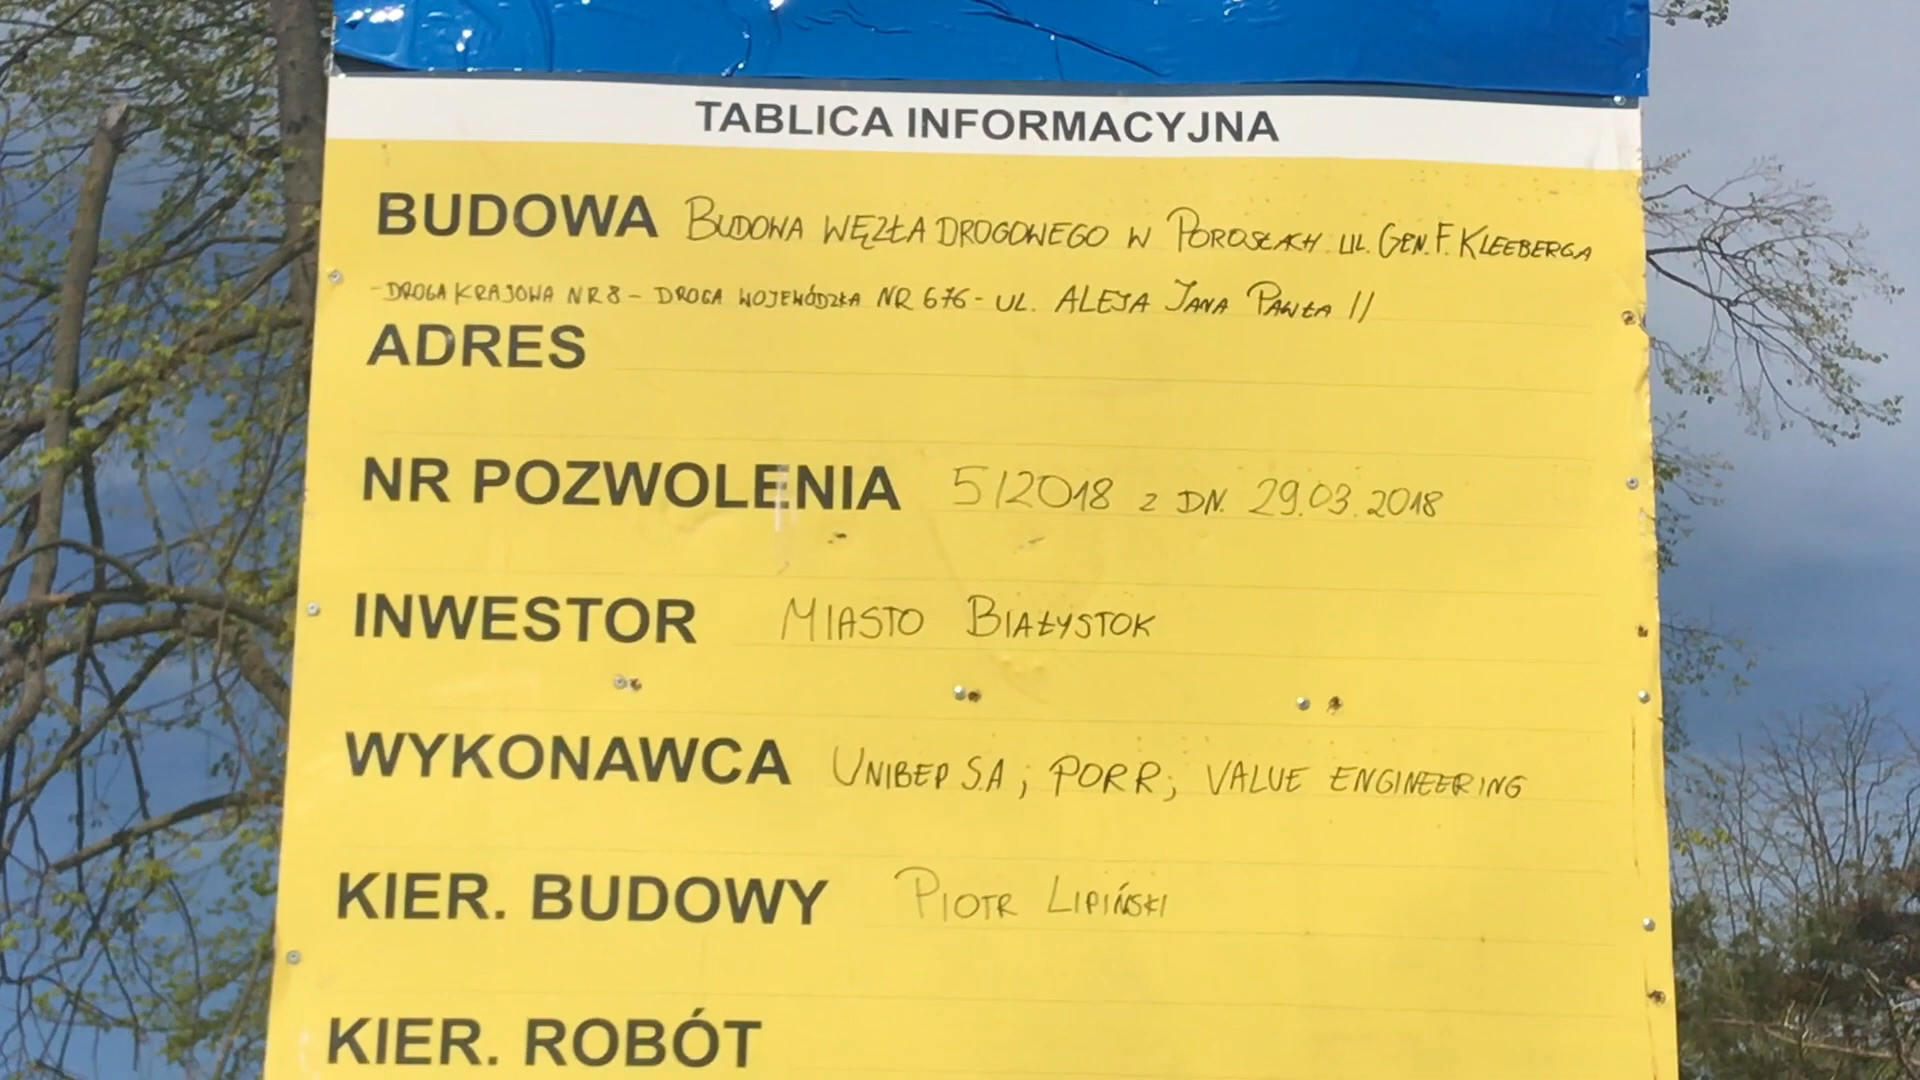 TABLICA INFORMACYJNA
BUDOWA BUDOWA WĘZŁA DROGOWEGO W POROSŁACH UL. GEN. F. KLEEBERGA
- DROGA KRAJOWA NR 8 - DROGA WOJEWÓDZKA NR 676 - UL. ALEJA JANA PAWŁA II
ADRES
NR POZWOLENIA 5/2018 z DN. 29.03.2018
INWESTOR MIASTO BIAŁYSTOK
WYKONAWCA UNIBEP S.A; PORR; VALUE ENGINEERING
KIER. BUDOWY PIOTR LIPIŃSKI
KIER. ROBÓT